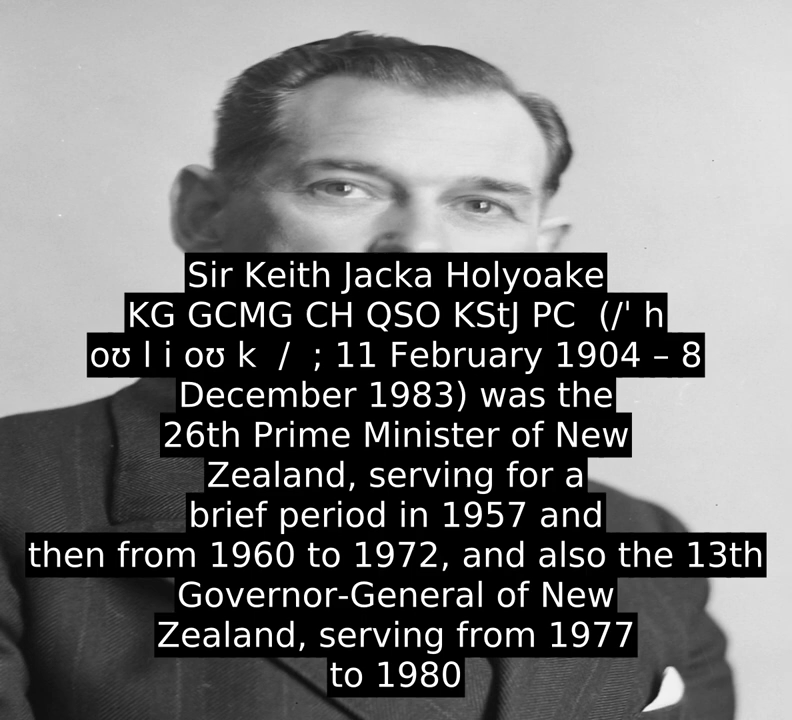 Sir Keith Jacka Holyoake
KG GCMG CH QSO KStJ PC  (/ˈ h
oʊ l i oʊ k  /  ; 11 February 1904 – 8
December 1983) was the
26th Prime Minister of New
Zealand, serving for a
brief period in 1957 and
then from 1960 to 1972, and also the 13th
Governor-General of New
Zealand, serving from 1977
to 1980